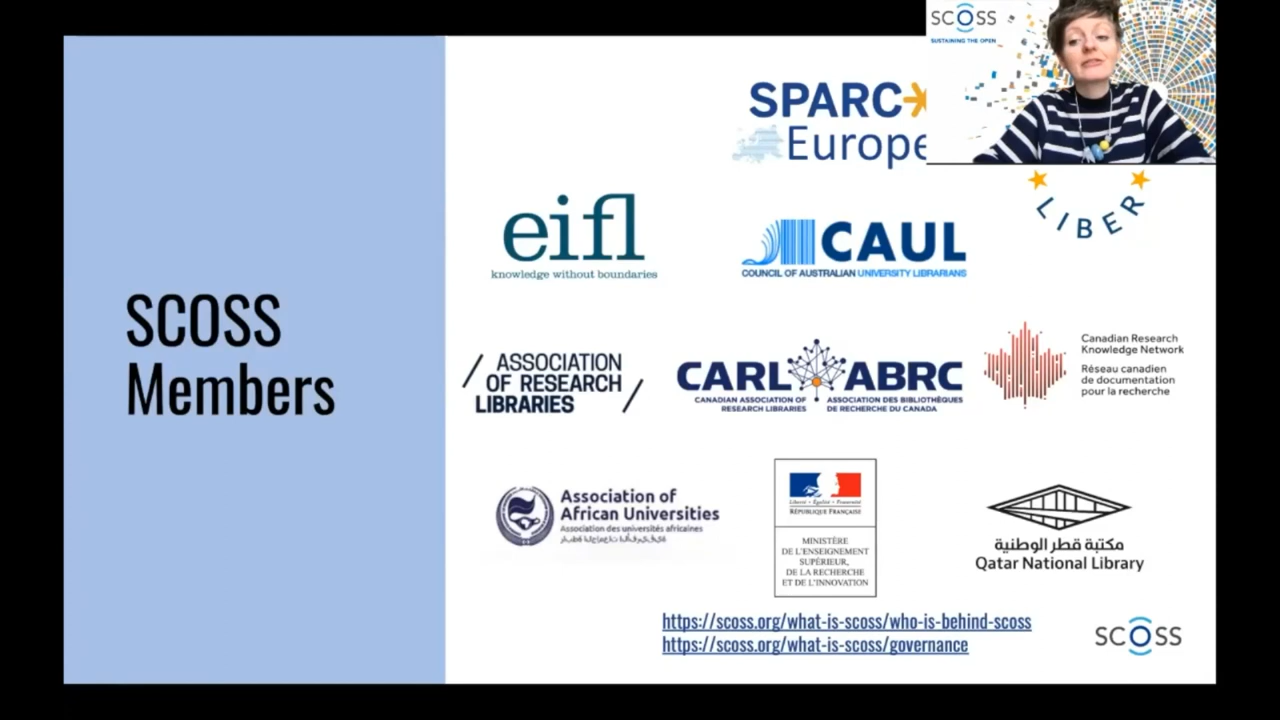 SCOSS
SUSTAINING THE OPEN
SPARC
Europe
LIBER
eifl
knowledge without boundaries
CAUL
COUNCIL OF AUSTRALIAN UNIVERSITY LIBRARIANS
SCOSS
Members
/ ASSOCIATION
OF RESEARCH
LIBRARIES /
CARL ABRC
CANADIAN ASSOCIATION OF
RESEARCH LIBRARIES
ASSOCIATION DES BIBLIOTHÈQUES
DE RECHERCHE DU CANADA
Canadian Research
Knowledge Network
Réseau canadien
de documentation
pour la recherche
Association of
African Universities
Association des universités africaines
Liberté • Égalité • Fraternité
RÉPUBLIQUE FRANÇAISE
MINISTÈRE
DE L'ENSEIGNEMENT
SUPÉRIEUR,
DE LA RECHERCHE
ET DE L'INNOVATION
مكتبة قطر الوطنية
Qatar National Library
https://scoss.org/what-is-scoss/who-is-behind-scoss
https://scoss.org/what-is-scoss/governance
SCOSS